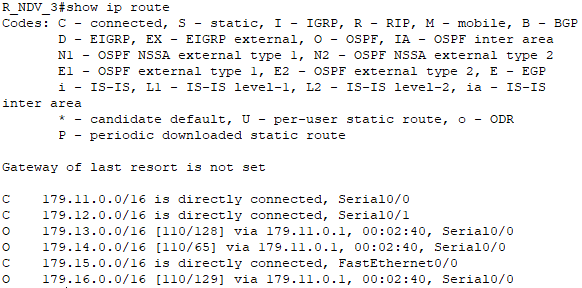 R_NDV_3#show ip route
Codes: C - connected, S - static, I - IGRP, R - RIP, M - mobile, B - BGP
       D - EIGRP, EX - EIGRP external, O - OSPF, IA - OSPF inter area
       N1 - OSPF NSSA external type 1, N2 - OSPF NSSA external type 2
       E1 - OSPF external type 1, E2 - OSPF external type 2, E - EGP
       i - IS-IS, L1 - IS-IS level-1, L2 - IS-IS level-2, ia - IS-IS
inter area
       * - candidate default, U - per-user static route, o - ODR
       P - periodic downloaded static route
Gateway of last resort is not set
C    179.11.0.0/16 is directly connected, Serial0/0
C    179.12.0.0/16 is directly connected, Serial0/1
O    179.13.0.0/16 [110/128] via 179.11.0.1, 00:02:40, Serial0/0
O    179.14.0.0/16 [110/65] via 179.11.0.1, 00:02:40, Serial0/0
C    179.15.0.0/16 is directly connected, FastEthernet0/0
O    179.16.0.0/16 [110/129] via 179.11.0.1, 00:02:40, Serial0/0